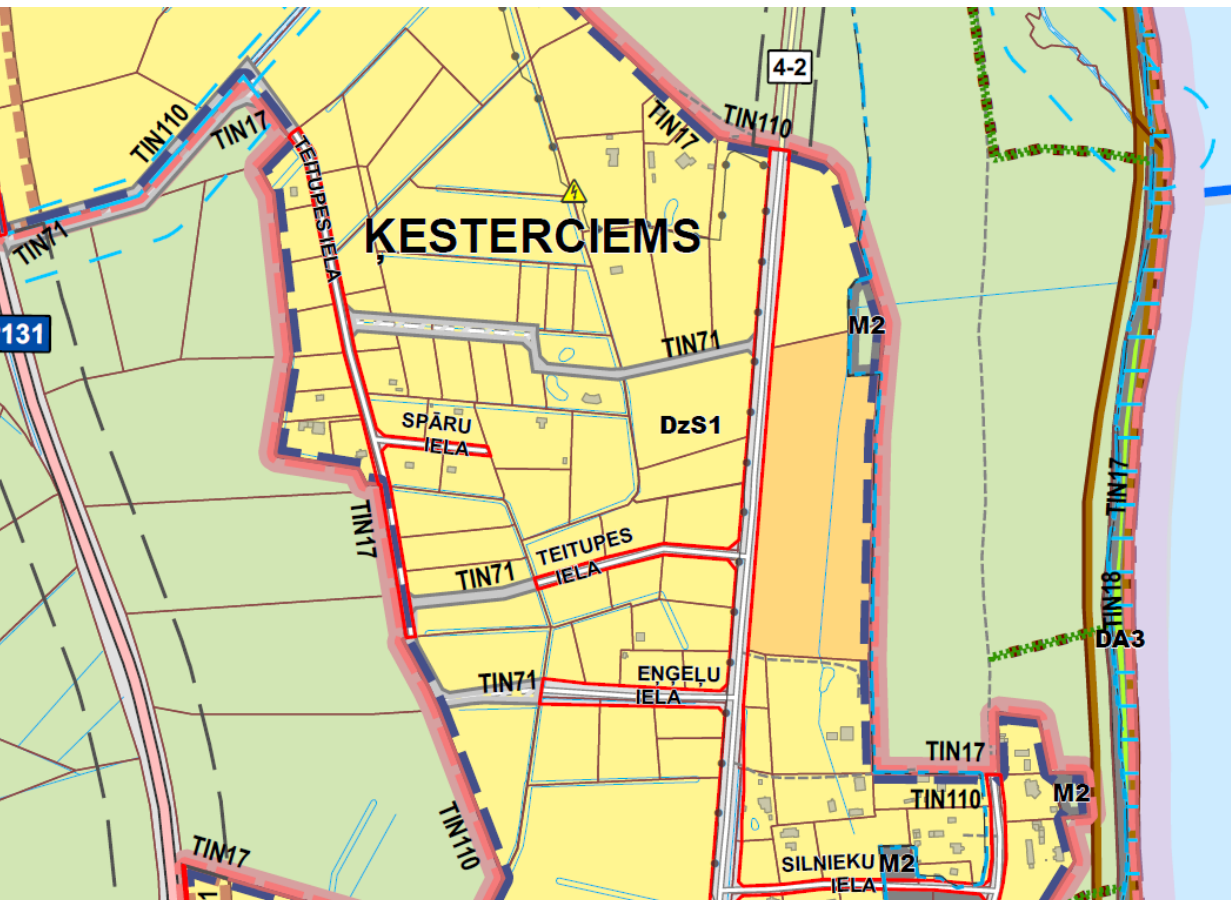 4-2
TIN110
TIN17
TIN110
TIN17
TEITUPES IELA
ĶESTERCIEMS
TIN71
131
M2
TIN71
SPĀRU
IELA
DzS1
TIN17
TIN17
TEITUPES
IELA
TIN71
TIN18
DA3
EŅĢEĻU
IELA
TIN71
TIN17
TIN110
M2
TIN110
TIN17
SILNIEKU
IELA
M2